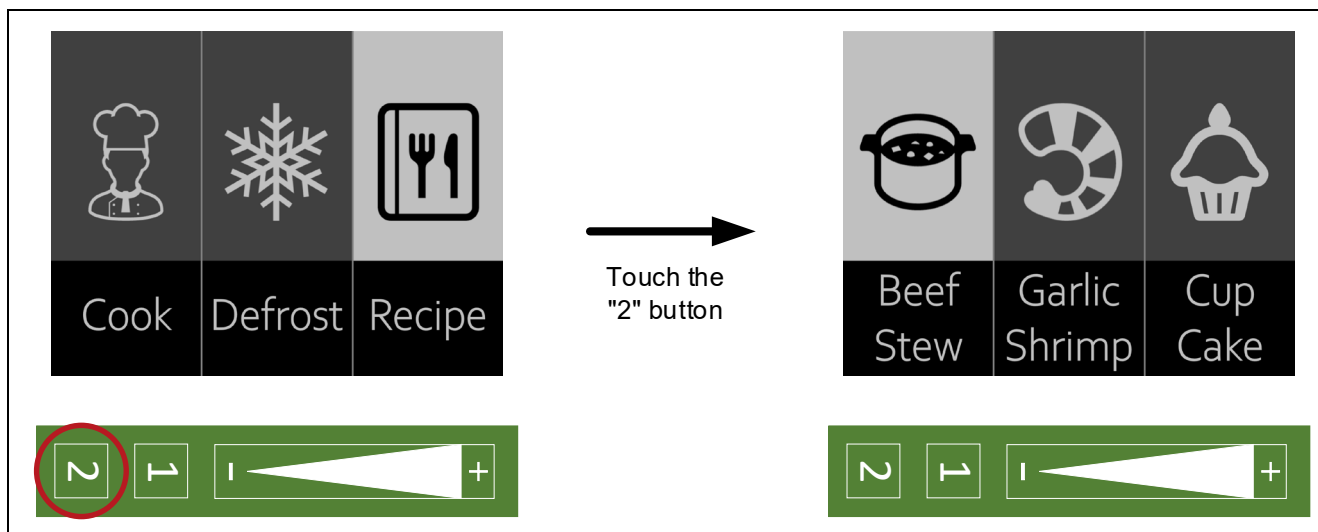 Cook Defrost Recipe
Touch the
"2" button
Beef Garlic Cup
Stew Shrimp Cake
2 1 - +
2 1 - +